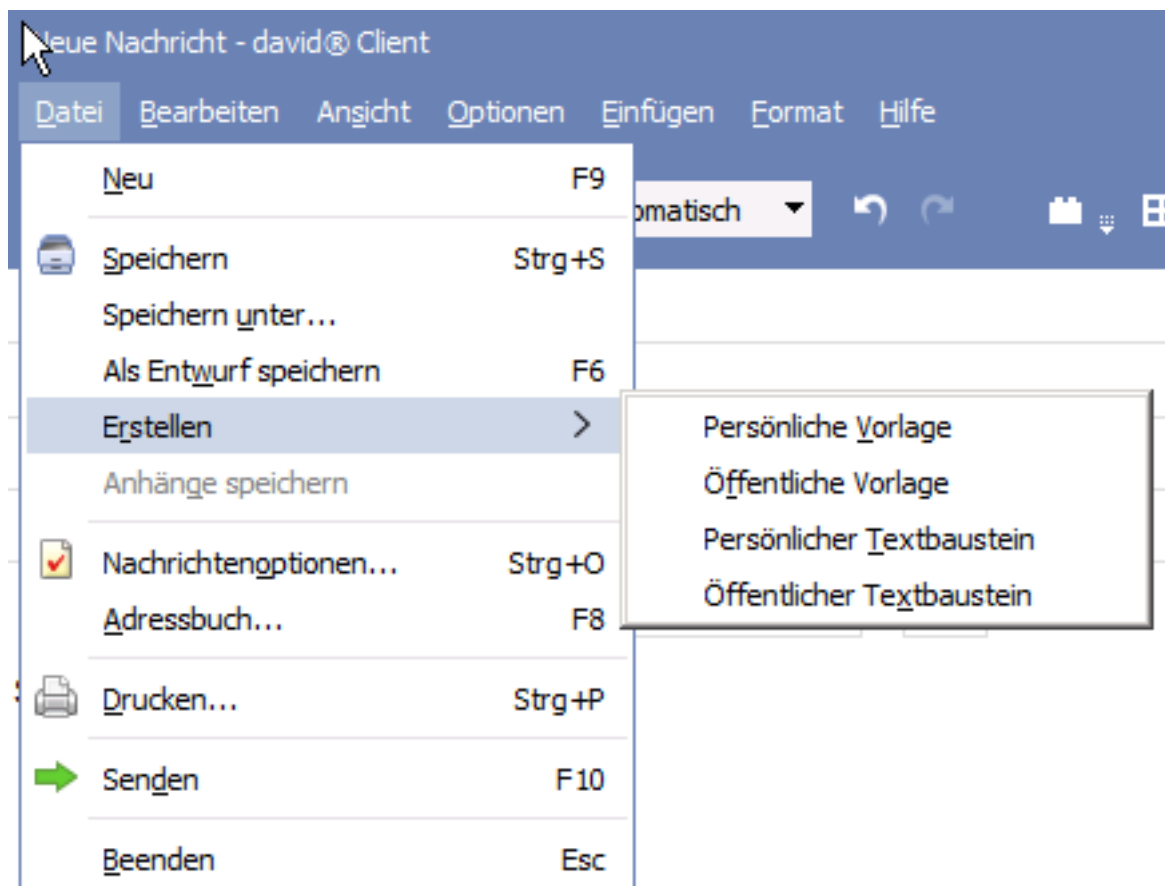 Neue Nachricht - david® Client
Datei Bearbeiten Ansicht Optionen Einfügen Format Hilfe
Neu F9
omatisch
Speichern Strg+S
Speichern unter...
Als Entwurf speichern F6
Erstellen
Persönliche Vorlage
Anhänge speichern
Öffentliche Vorlage
Persönlicher Textbaustein
Nachrichtenoptionen... Strg+O
Öffentlicher Textbaustein
Adressbuch... F8
Drucken... Strg+P
Senden F10
Beenden Esc